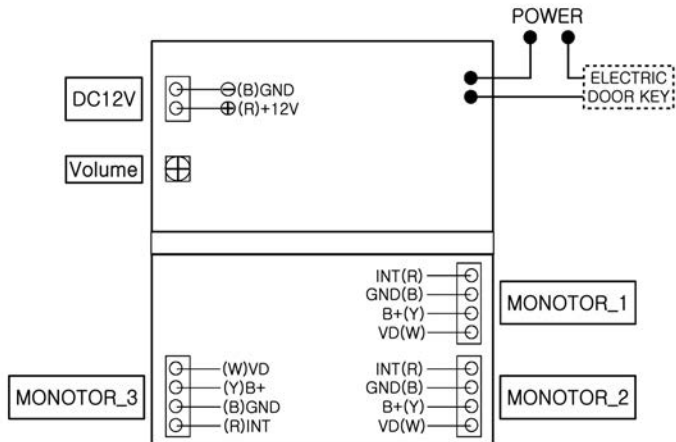 POWER
ELECTRIC
DOOR KEY
DC12V
(B)GND
(R)+12V
Volume
INT(R)
GND(B)
B+(Y)
VD(W)
MONOTOR_1
MONOTOR_3
(W)VD
(Y)B+
(B)GND
(R)INT
INT(R)
GND(B)
B+(Y)
VD(W)
MONOTOR_2